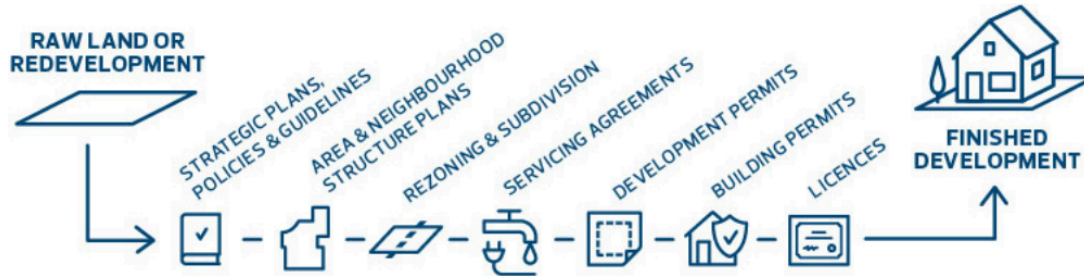 RAW LAND OR
REDEVELOPMENT
STRATEGIC PLANS,
POLICIES & GUIDELINES
AREA & NEIGHBOURHOOD
STRUCTURE PLANS
REZONING & SUBDIVISION
SERVICING AGREEMENTS
DEVELOPMENT PERMITS
BUILDING PERMITS
LICENCES
FINISHED
DEVELOPMENT